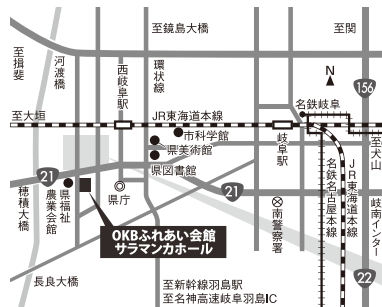 至鏡島大橋
至関
至揖斐
河渡橋
西岐阜駅
環状線
N
156
名鉄岐阜
至大垣
JR東海道本線
市科学館
県美術館
県図書館
岐阜駅
至犬山
21
穂積大橋
農業会館
県福祉
県庁
21
南警察署
名鉄名古屋本線
JR東海道本線
岐南インター
OKBふれあい会館
サラマンカホール
長良大橋
至新幹線羽島駅
至名神高速岐阜羽島IC
22